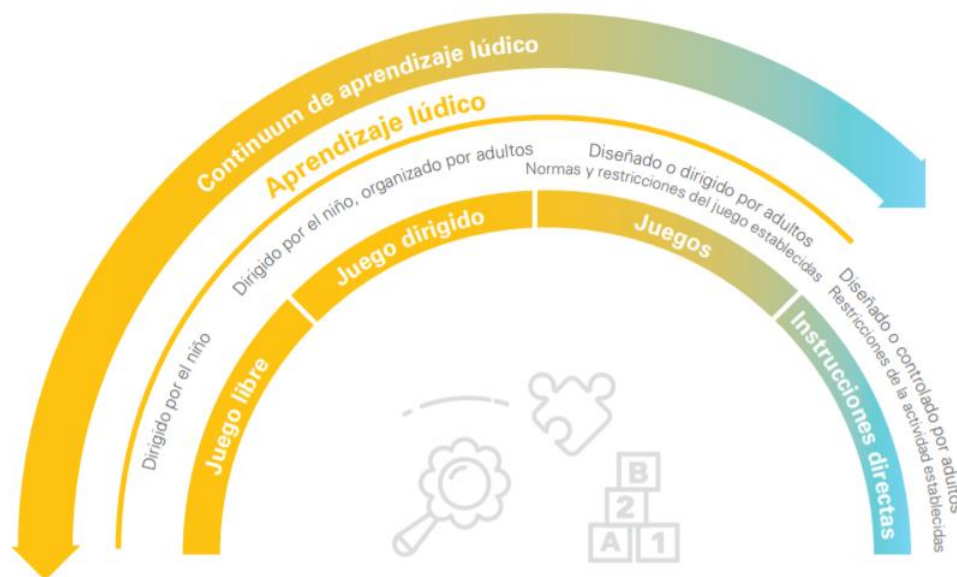 Continuum de aprendizaje lúdico
Aprendizaje lúdico
Dirigido por el niño
Dirigido por el niño, organizado por adultos
Diseñado o dirigido por adultos
Normas y restricciones del juego establecidas
Diseñado o controlado por adultos
Restricciones de la actividad establecidas
Juego libre
Juego dirigido
Juegos
Instrucciones directas
B
2
A 1